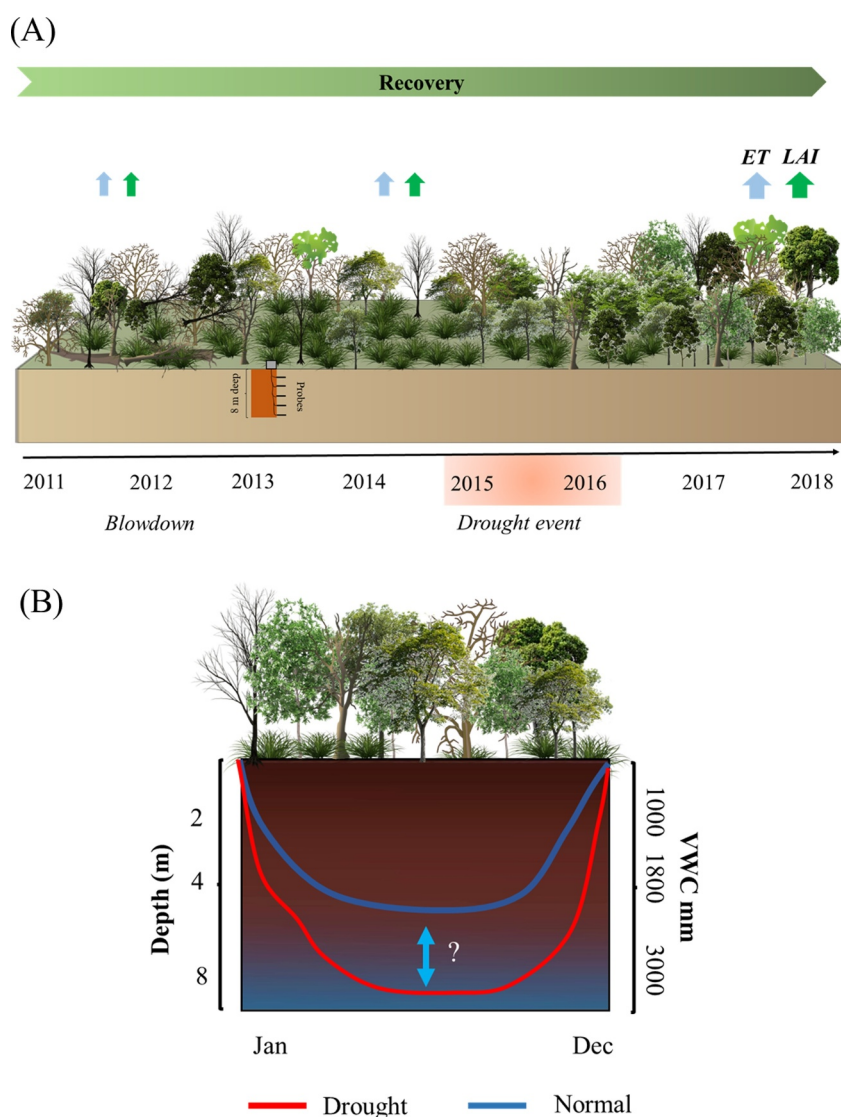 (A)
Recovery
ET LAI
8 m deep
Probes
2011 2012 2013 2014 2015 2016 2017 2018
Blowdown Drought event
(B)
Depth (m)
2
4
8
1000
1800
3000
VWC mm
?
Jan Dec
Drought Normal